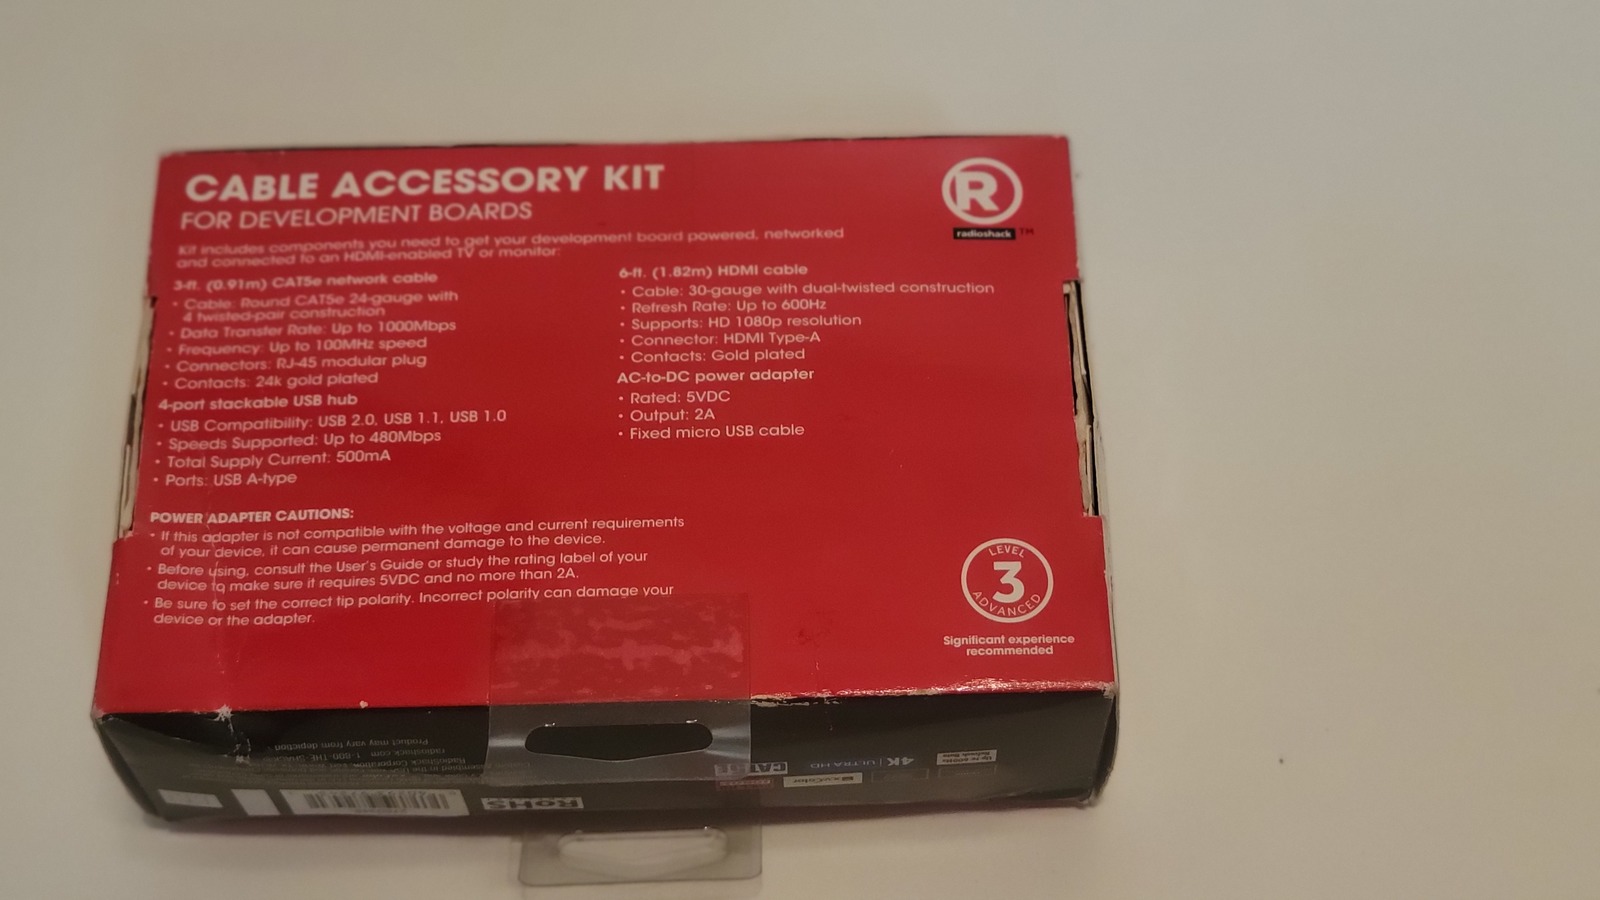 CABLE ACCESSORY KIT
FOR DEVELOPMENT BOARDS
Kit includes components you need to get your development board powered, networked
and connected to an HDMI-enabled TV or monitor:
3-ft. (0.91m) CAT5e network cable
• Cable: Round CAT5e 24-gauge with
4 twisted-pair construction
• Data Transfer Rate: Up to 1000Mbps
• Frequency: Up to 100MHz speed
• Connectors: RJ-45 modular plug
• Contacts: 24k gold plated
4-port stackable USB hub
• USB Compatibility: USB 2.0, USB 1.1, USB 1.0
• Speeds Supported: Up to 480Mbps
• Total Supply Current: 500mA
• Ports: USB A-type
6-ft. (1.82m) HDMI cable
• Cable: 30-gauge with dual-twisted construction
• Refresh Rate: Up to 600Hz
• Supports: HD 1080p resolution
• Connector: HDMI Type-A
• Contacts: Gold plated
AC-to-DC power adapter
• Rated: 5VDC
• Output: 2A
• Fixed micro USB cable
POWER ADAPTER CAUTIONS:
• If this adapter is not compatible with the voltage and current requirements
of your device, it can cause permanent damage to the device.
• Before using, consult the User's Guide or study the rating label of your
device to make sure it requires 5VDC and no more than 2A.
• Be sure to set the correct tip polarity. Incorrect polarity can damage your
device or the adapter.
R
radioshack™
LEVEL
3
ADVANCED
Significant experience
recommended
Product may vary from depiction
RoHS
4K | ULTRA HD